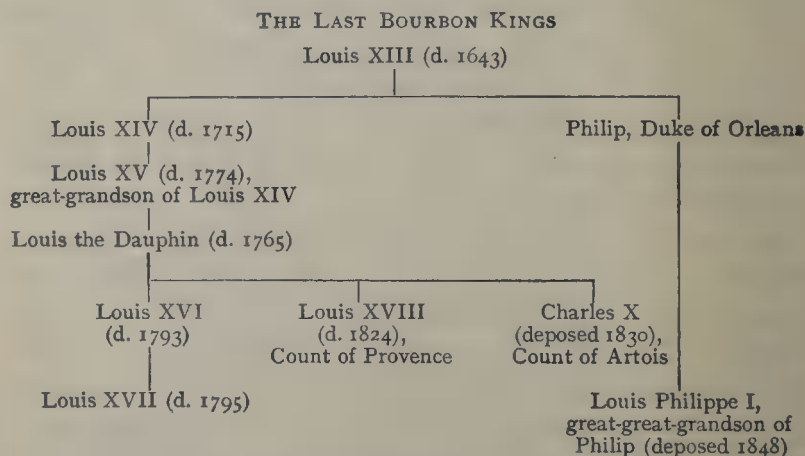 THE LAST BOURBON KINGS
Louis XIII (d. 1643)
Louis XIV (d. 1715)
Philip, Duke of Orleans
Louis XV (d. 1774),
great-grandson of Louis XIV
Louis the Dauphin (d. 1765)
Louis XVI
(d. 1793)
Louis XVIII
(d. 1824),
Count of Provence
Charles X
(deposed 1830),
Count of Artois
Louis XVII (d. 1795)
Louis Philippe I,
great-great-grandson of
Philip (deposed 1848)